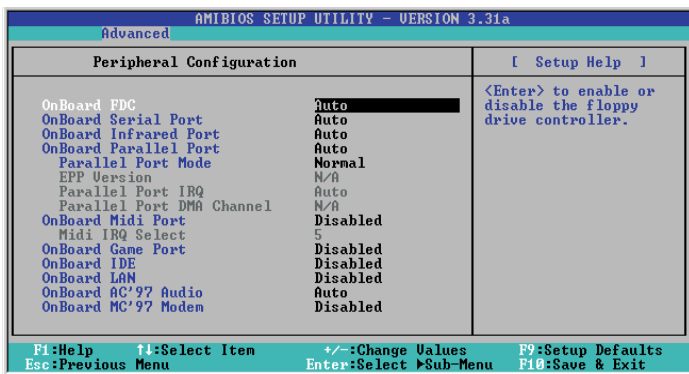 AMIBIOS SETUP UTILITY - VERSION 3.31a
Advanced
Peripheral Configuration
[ Setup Help ]
OnBoard FDC Auto
OnBoard Serial Port Auto
OnBoard Infrared Port Auto
OnBoard Parallel Port Auto
Parallel Port Mode Normal
EPP Version N/A
Parallel Port IRQ Auto
Parallel Port DMA Channel N/A
OnBoard Midi Port Disabled
Midi IRQ Select 5
OnBoard Game Port Disabled
OnBoard IDE Disabled
OnBoard LAN Disabled
OnBoard AC'97 Audio Auto
OnBoard MC'97 Modem Disabled
<Enter> to enable or
disable the floppy
drive controller.
F1:Help ↑↓:Select Item +/-:Change Values F9:Setup Defaults
Esc:Previous Menu Enter:Select ►Sub-Menu F10:Save & Exit